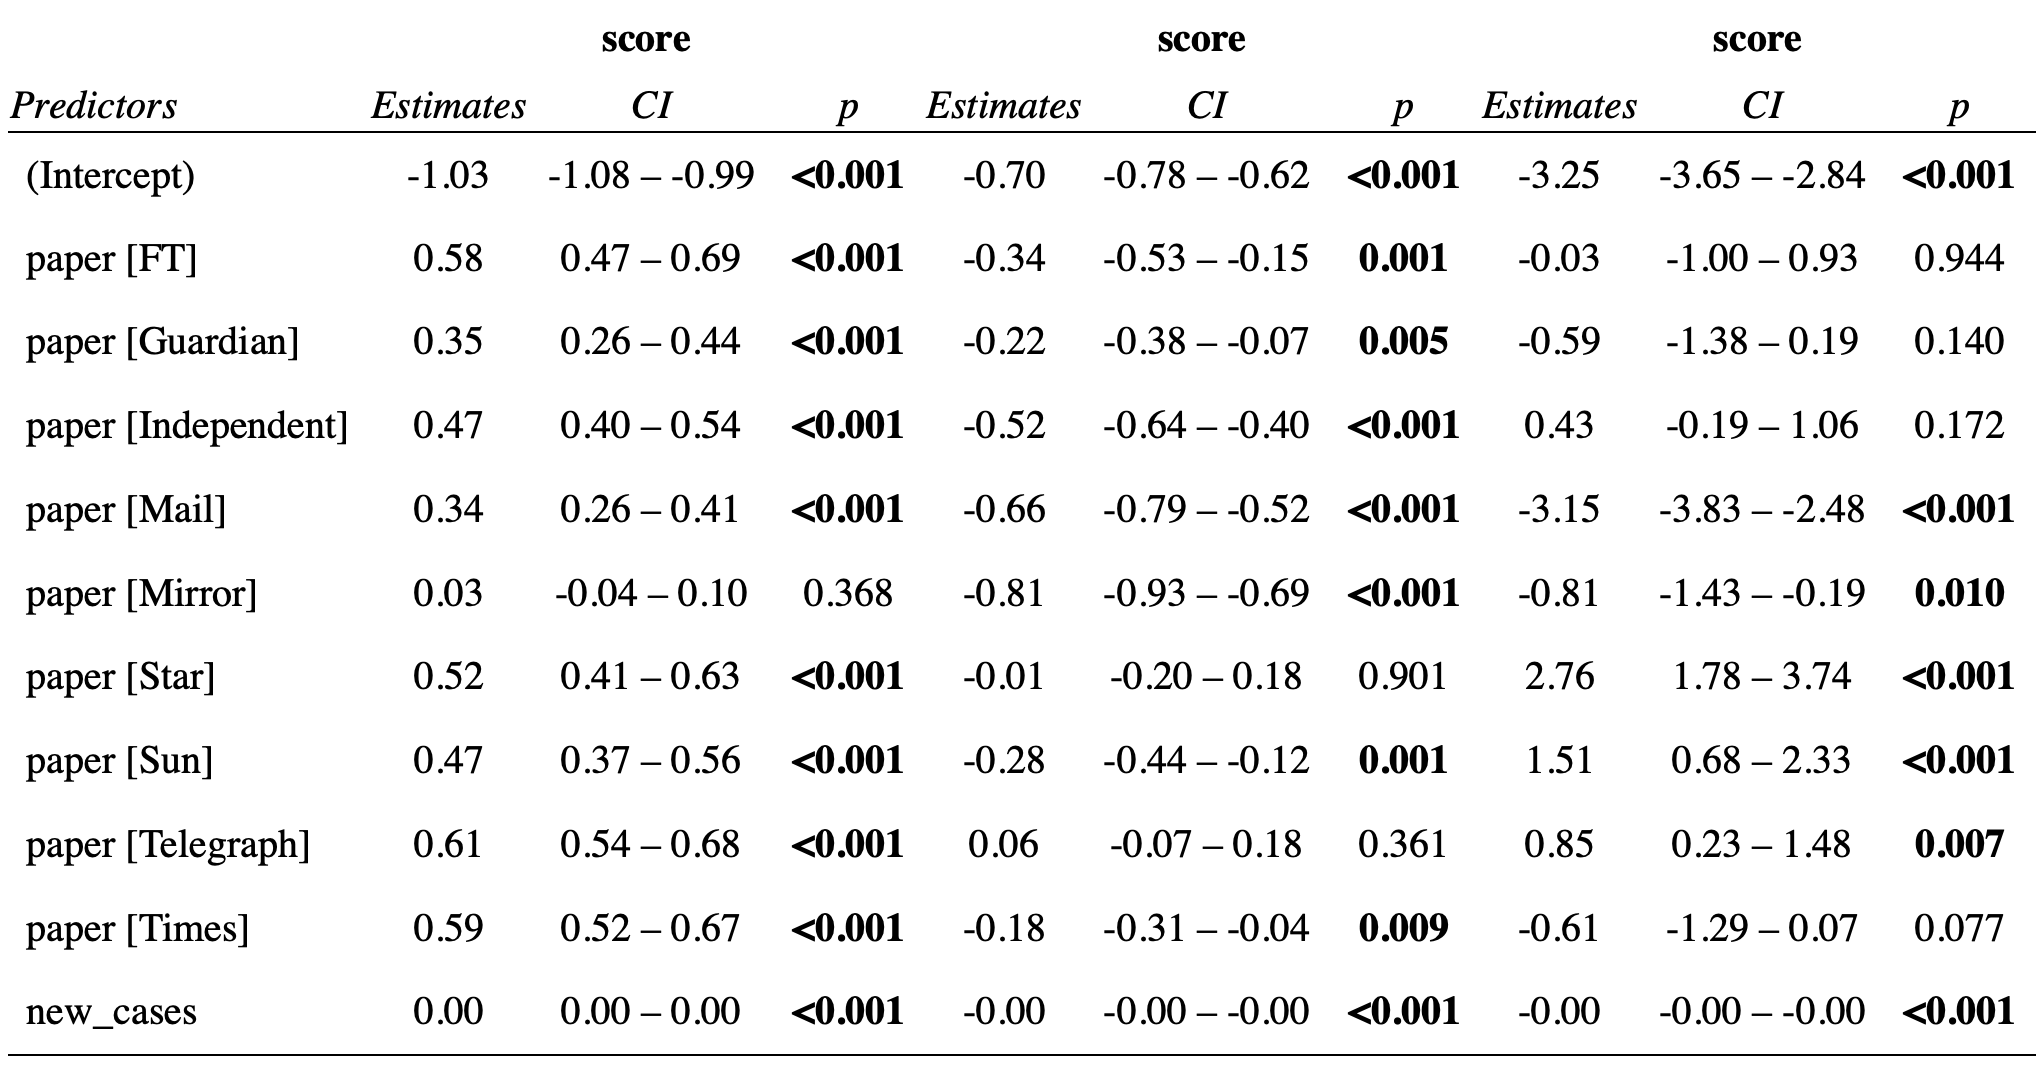 score score score
Predictors Estimates CI p Estimates CI p Estimates CI p
(Intercept) -1.03 -1.08 – -0.99 <0.001 -0.70 -0.78 – -0.62 <0.001 -3.25 -3.65 – -2.84 <0.001
paper [FT] 0.58 0.47 – 0.69 <0.001 -0.34 -0.53 – -0.15 0.001 -0.03 -1.00 – 0.93 0.944
paper [Guardian] 0.35 0.26 – 0.44 <0.001 -0.22 -0.38 – -0.07 0.005 -0.59 -1.38 – 0.19 0.140
paper [Independent] 0.47 0.40 – 0.54 <0.001 -0.52 -0.64 – -0.40 <0.001 0.43 -0.19 – 1.06 0.172
paper [Mail] 0.34 0.26 – 0.41 <0.001 -0.66 -0.79 – -0.52 <0.001 -3.15 -3.83 – -2.48 <0.001
paper [Mirror] 0.03 -0.04 – 0.10 0.368 -0.81 -0.93 – -0.69 <0.001 -0.81 -1.43 – -0.19 0.010
paper [Star] 0.52 0.41 – 0.63 <0.001 -0.01 -0.20 – 0.18 0.901 2.76 1.78 – 3.74 <0.001
paper [Sun] 0.47 0.37 – 0.56 <0.001 -0.28 -0.44 – -0.12 0.001 1.51 0.68 – 2.33 <0.001
paper [Telegraph] 0.61 0.54 – 0.68 <0.001 0.06 -0.07 – 0.18 0.361 0.85 0.23 – 1.48 0.007
paper [Times] 0.59 0.52 – 0.67 <0.001 -0.18 -0.31 – -0.04 0.009 -0.61 -1.29 – 0.07 0.077
new_cases 0.00 0.00 – 0.00 <0.001 -0.00 -0.00 – -0.00 <0.001 -0.00 -0.00 – -0.00 <0.001